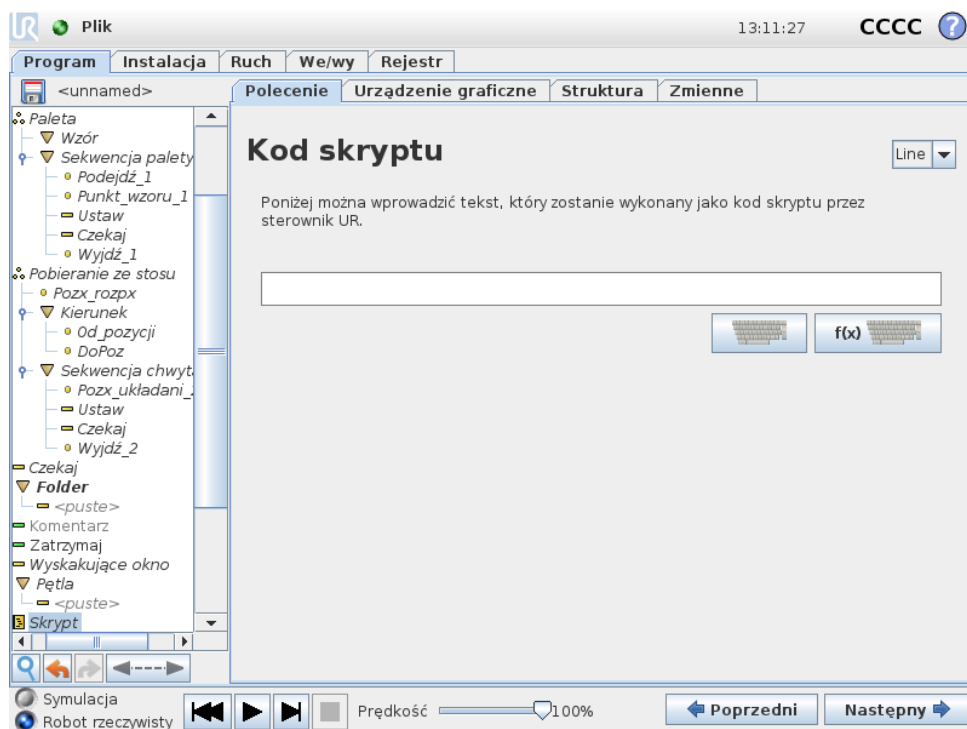 UR Plik 13:11:27 CCCC ?
Program Instalacja Ruch We/wy Rejestr
<unnamed>
Polecenie Urządzenie graficzne Struktura Zmienne
Paleta
Wzór
Sekwencja palety
Podejdź_1
Punkt_wzoru_1
Ustaw
Czekaj
Wyjdź_1
Pobieranie ze stosu
Pozx_rozpx
Kierunek
Od_pozycji
DoPoz
Sekwencja chwyt
Pozx_układani_
Ustaw
Czekaj
Wyjdź_2
Czekaj
Folder
<puste>
Komentarz
Zatrzymaj
Wyskakujące okno
Pętla
<puste>
Skrypt
Kod skryptu
Line
Poniżej można wprowadzić tekst, który zostanie wykonany jako kod skryptu przez
sterownik UR.
f(x)
Symulacja
Robot rzeczywisty
Prędkość 100%
Poprzedni Następny